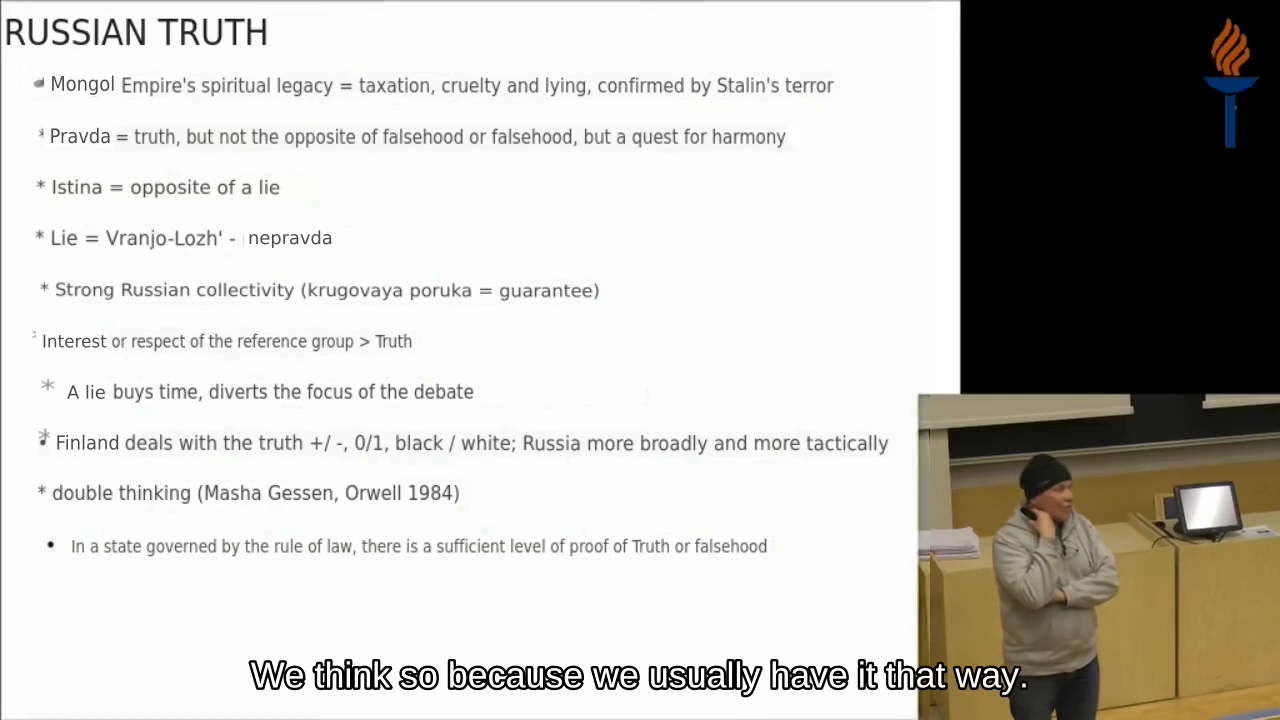 RUSSIAN TRUTH
Mongol Empire's spiritual legacy = taxation, cruelty and lying, confirmed by Stalin's terror
* Pravda = truth, but not the opposite of falsehood or falsehood, but a quest for harmony
* Istina = opposite of a lie
* Lie = Vranjo-Lozh' - nepravda
* Strong Russian collectivity (krugovaya poruka = guarantee)
Interest or respect of the reference group > Truth
* A lie buys time, diverts the focus of the debate
* Finland deals with the truth +/ -, 0/1, black / white; Russia more broadly and more tactically
* double thinking (Masha Gessen, Orwell 1984)
• In a state governed by the rule of law, there is a sufficient level of proof of Truth or falsehood
We think so because we usually have it that way.